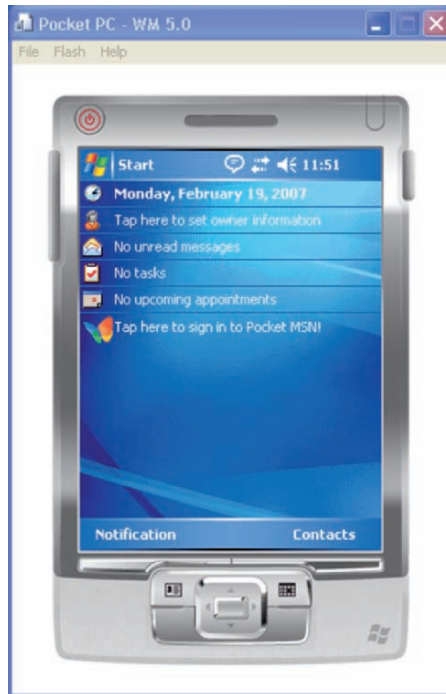 Pocket PC - WM 5.0
File Flash Help
Start 11:51
Monday, February 19, 2007
Tap here to set owner information
No unread messages
No tasks
No upcoming appointments
Tap here to sign in to Pocket MSN!
Notification Contacts